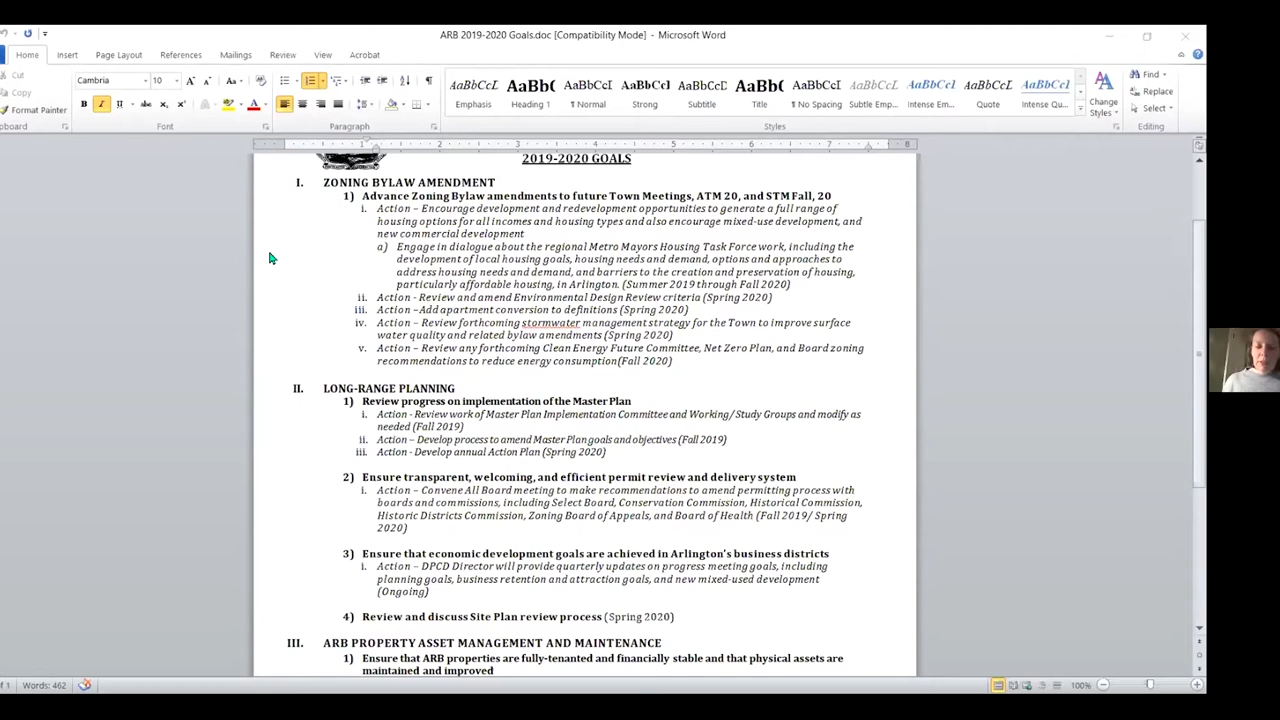 ARB 2019-2020 Goals.doc [Compatibility Mode] - Microsoft Word
Home Insert Page Layout References Mailings Review View Acrobat
Cut
Copy
Format Painter
Cambria 10
Find
Replace
Select
Change
Styles
Emphasis Heading 1 ¶ Normal Strong Subtitle Title ¶ No Spacing Subtle Emp... Intense Em... Quote Intense Qu...
Font Paragraph Styles Editing
2019-2020 GOALS
I. ZONING BYLAW AMENDMENT
1) Advance Zoning Bylaw amendments to future Town Meetings, ATM 20, and STM Fall, 20
i. Action – Encourage development and redevelopment opportunities to generate a full range of
housing options for all incomes and housing types and also encourage mixed-use development, and
new commercial development
a) Engage in dialogue about the regional Metro Mayors Housing Task Force work, including the
development of local housing goals, housing needs and demand, options and approaches to
address housing needs and demand, and barriers to the creation and preservation of housing,
particularly affordable housing, in Arlington. (Summer 2019 through Fall 2020)
ii. Action - Review and amend Environmental Design Review criteria (Spring 2020)
iii. Action –Add apartment conversion to definitions (Spring 2020)
iv. Action – Review forthcoming stormwater management strategy for the Town to improve surface
water quality and related bylaw amendments (Spring 2020)
v. Action – Review any forthcoming Clean Energy Future Committee, Net Zero Plan, and Board zoning
recommendations to reduce energy consumption(Fall 2020)
II. LONG-RANGE PLANNING
1) Review progress on implementation of the Master Plan
i. Action - Review work of Master Plan Implementation Committee and Working/ Study Groups and modify as
needed (Fall 2019)
ii. Action – Develop process to amend Master Plan goals and objectives (Fall 2019)
iii. Action - Develop annual Action Plan (Spring 2020)
2) Ensure transparent, welcoming, and efficient permit review and delivery system
i. Action – Convene All Board meeting to make recommendations to amend permitting process with
boards and commissions, including Select Board, Conservation Commission, Historical Commission,
Historic Districts Commission, Zoning Board of Appeals, and Board of Health (Fall 2019/ Spring
2020)
3) Ensure that economic development goals are achieved in Arlington's business districts
i. Action – DPCD Director will provide quarterly updates on progress meeting goals, including
planning goals, business retention and attraction goals, and new mixed-used development
(Ongoing)
4) Review and discuss Site Plan review process (Spring 2020)
III. ARB PROPERTY ASSET MANAGEMENT AND MAINTENANCE
1) Ensure that ARB properties are fully-tenanted and financially stable and that physical assets are
maintained and improved
of 1 Words: 462 100%